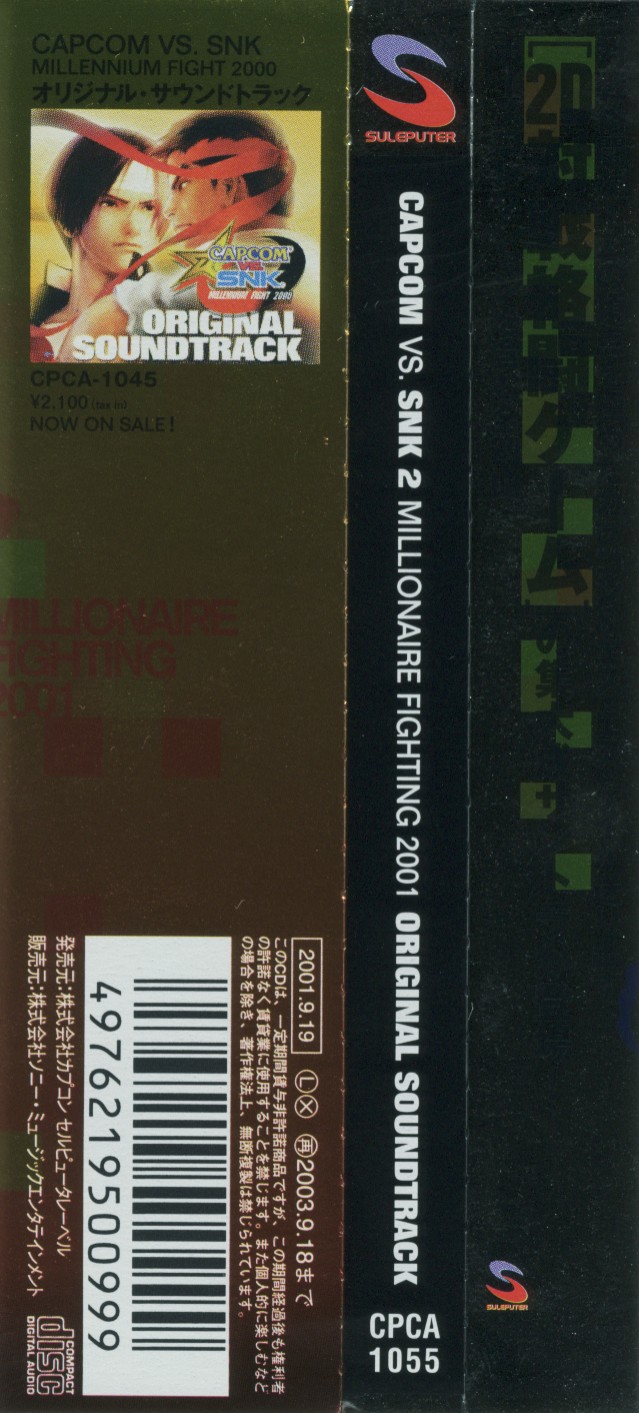 CAPCOM VS. SNK
MILLENNIUM FIGHT 2000
オリジナル・サウンドトラック
CAPCOM
VS.
SNK
MILLENNIUM FIGHT 2000
ORIGINAL
SOUNDTRACK
CPCA-1045
¥2,100 (tax in)
NOW ON SALE!
MILLIONAIRE
FIGHTING
2001
2001.9.19 Ⓛ Ⓧ 再2003.9.18まで
このCDは、一定期間貸与非許諾商品ですが、この期間経過後も権利者
の許諾なく賃貸業に使用することを禁じます。また個人的に楽しむなど
の場合を除き、著作権法上、無断複製は禁じられています。
4976219500999
発売元:株式会社カプコン セルピュータレーベル
販売元:株式会社ソニー・ミュージックエンタテインメント
COMPACT
disc
DIGITAL AUDIO
SULEPUTER
CAPCOM VS. SNK 2 MILLIONAIRE FIGHTING 2001 ORIGINAL SOUNDTRACK
CPCA
1055
SULEPUTER